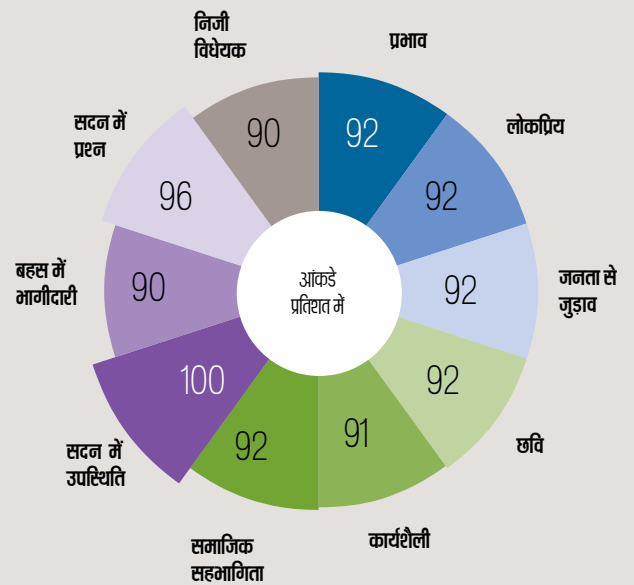 निजी
विधेयक
90
प्रभाव
92
लोकप्रिय
92
जनता से
जुड़ाव
92
छवि
92
कार्यशैली
91
समाजिक
सहभागिता
92
सदन में
उपस्थिति
100
बहस में
भागीदारी
90
सदन में
प्रश्न
96
आंकडे
प्रतिशत में